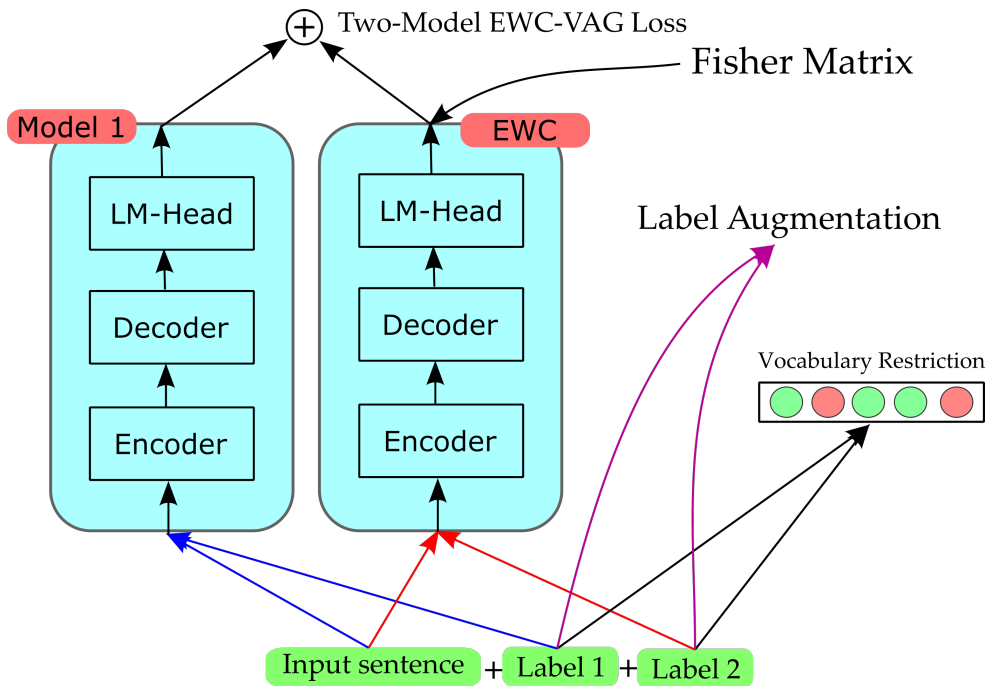 + Two-Model EWC-VAG Loss
Fisher Matrix
Model 1
EWC
LM-Head
LM-Head
Label Augmentation
Decoder
Decoder
Vocabulary Restriction
Encoder
Encoder
Input sentence + Label 1 + Label 2